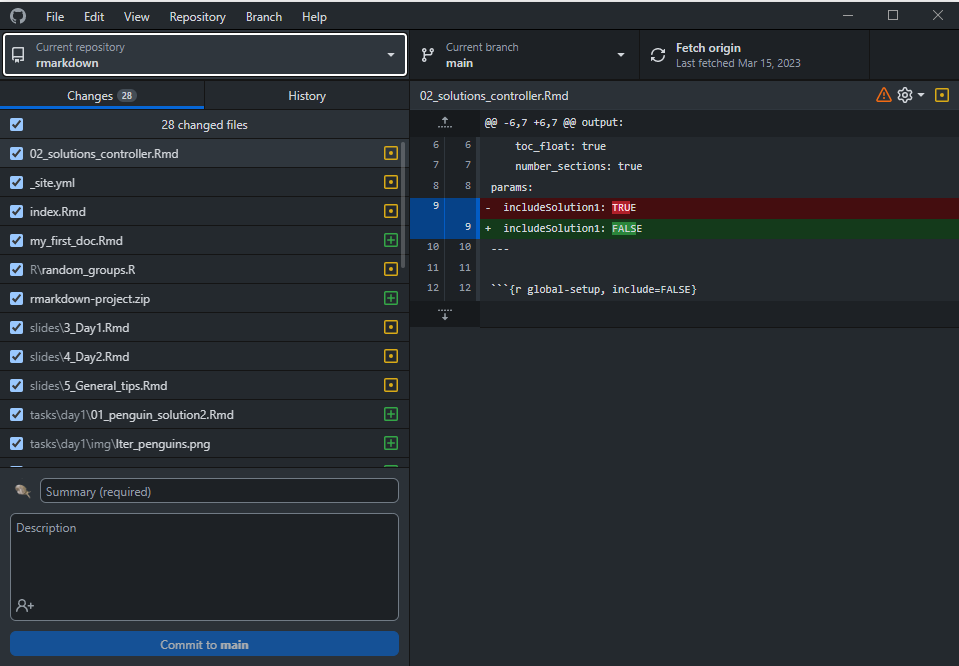 File Edit View Repository Branch Help
Current repository
rmarkdown
Current branch
main
Fetch origin
Last fetched Mar 15, 2023
Changes 28
History
28 changed files
02_solutions_controller.Rmd
_site.yml
index.Rmd
my_first_doc.Rmd
R\random_groups.R
rmarkdown-project.zip
slides\3_Day1.Rmd
slides\4_Day2.Rmd
slides\5_General_tips.Rmd
tasks\day1\01_penguin_solution2.Rmd
tasks\day1\img\lter_penguins.png
Summary (required)
Description
Commit to main
02_solutions_controller.Rmd
@@ -6,7 +6,7 @@ output:
6 6 toc_float: true
7 7 number_sections: true
8 8 params:
9 - includeSolution1: TRUE
9 + includeSolution1: FALSE
10 10 ---
11 11
12 12 ```{r global-setup, include=FALSE}